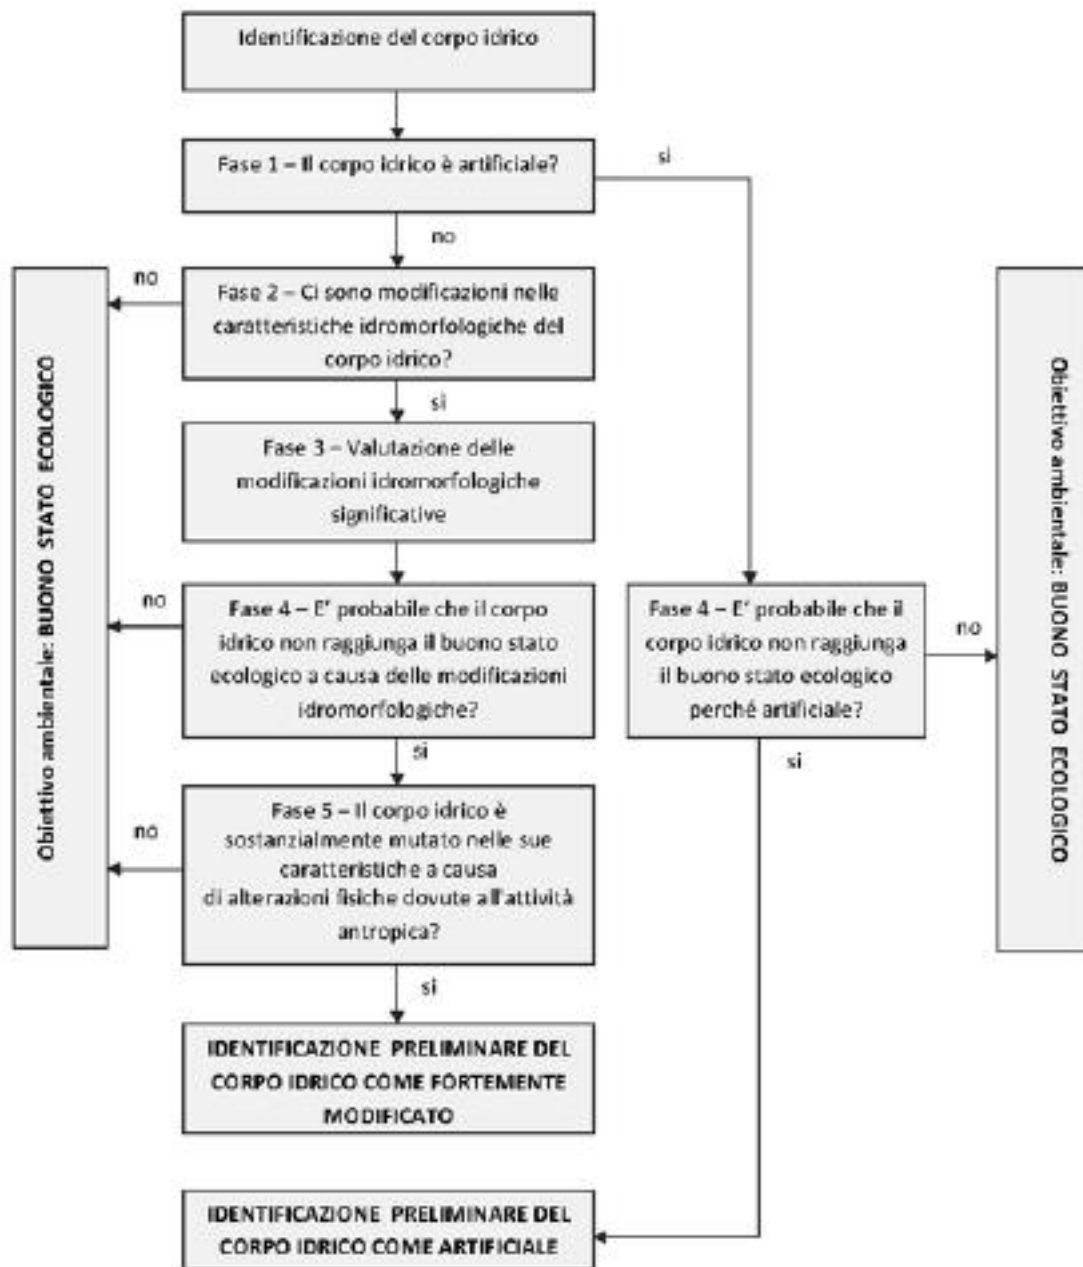 Identificazione del corpo idrico
Fase 1 – Il corpo idrico è artificiale?
si
no
no
Fase 2 – Ci sono modificazioni nelle
caratteristiche idromorfologiche del
corpo idrico?
si
Fase 3 – Valutazione delle
modificazioni idromorfologiche
significative
no
Fase 4 – E' probabile che il corpo
idrico non raggiunga il buono stato
ecologico a causa delle modificazioni
idromorfologiche?
si
Fase 4 – E' probabile che il
corpo idrico non raggiunga
il buono stato ecologico
perché artificiale?
no
si
no
Fase 5 – Il corpo idrico è
sostanzialmente mutato nelle sue
caratteristiche a causa
di alterazioni fisiche dovute all'attività
antropica?
si
IDENTIFICAZIONE PRELIMINARE DEL
CORPO IDRICO COME FORTEMENTE
MODIFICATO
IDENTIFICAZIONE PRELIMINARE DEL
CORPO IDRICO COME ARTIFICIALE
Obiettivo ambientale: BUONO STATO ECOLOGICO
Obiettivo ambientale: BUONO STATO ECOLOGICO